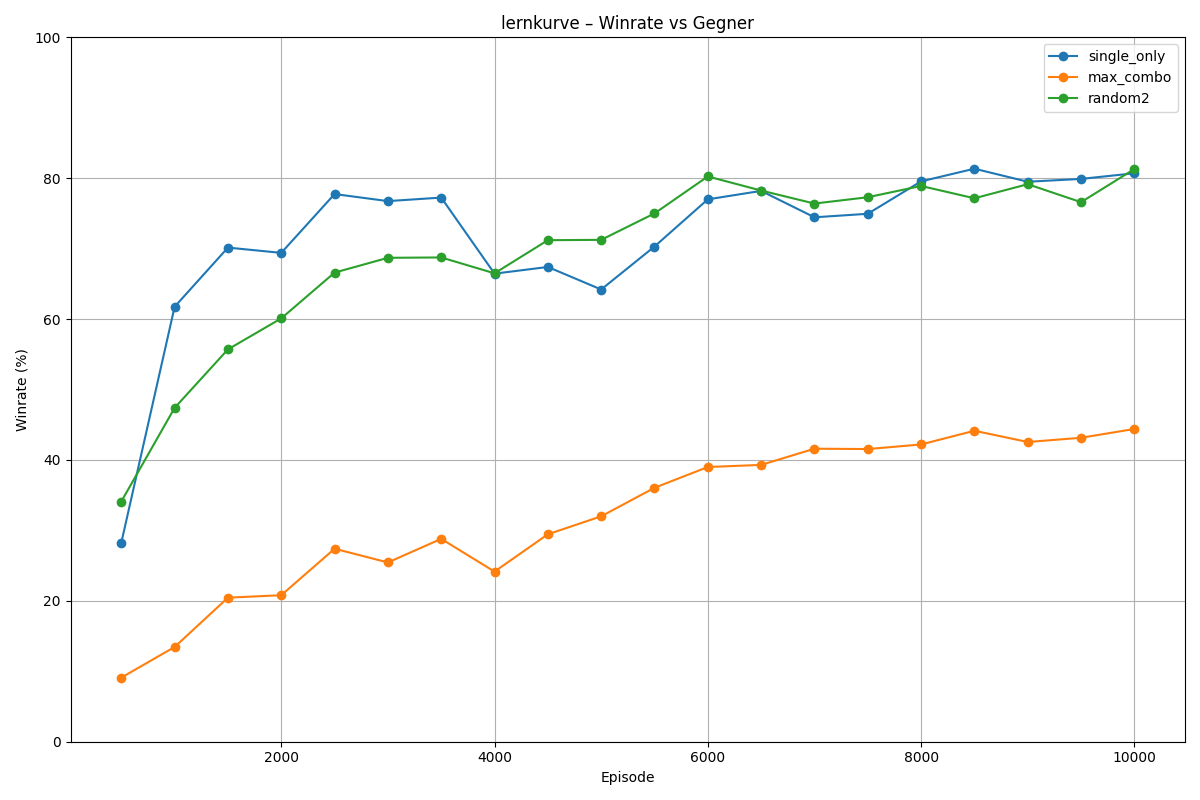 lernkurve – Winrate vs Gegner
100
80
60
40
20
0
Winrate (%)
2000
4000
6000
8000
10000
Episode
single_only
max_combo
random2